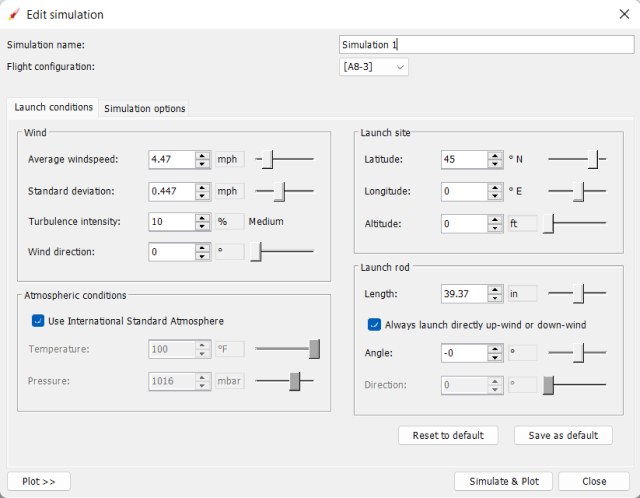 Edit simulation
Simulation name: Simulation 1
Flight configuration: [A8-3]
Launch conditions Simulation options
Wind
Average windspeed: 4.47 mph
Standard deviation: 0.447 mph
Turbulence intensity: 10 % Medium
Wind direction: 0 °
Atmospheric conditions
Use International Standard Atmosphere
Temperature: 100 °F
Pressure: 1016 mbar
Launch site
Latitude: 45 ° N
Longitude: 0 ° E
Altitude: 0 ft
Launch rod
Length: 39.37 in
Always launch directly up-wind or down-wind
Angle: -0 °
Direction: 0 °
Reset to default Save as default
Plot >> Simulate & Plot Close